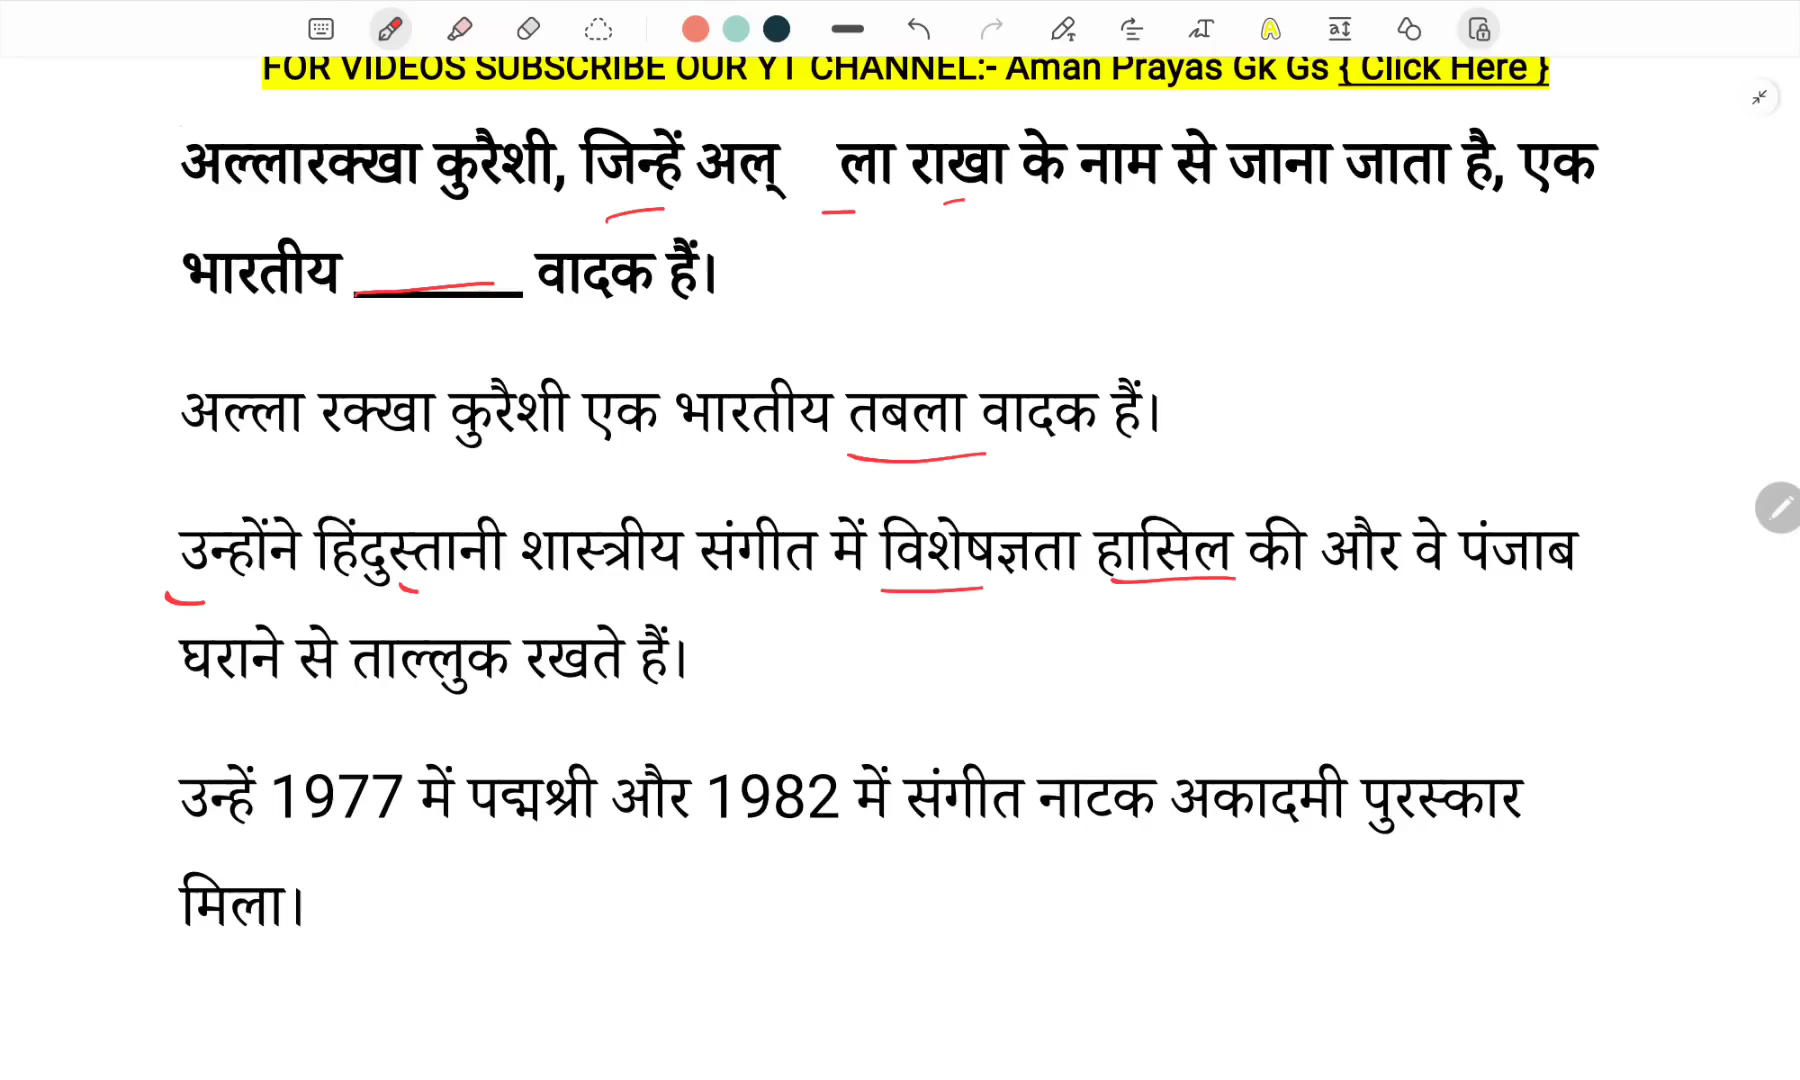 FOR VIDEOS SUBSCRIBE OUR YT CHANNEL:- Aman Prayas Gk Gs { Click Here }
अल्लारक्खा कुरैशी, जिन्हें अल् ला राखा के नाम से जाना जाता है, एक
भारतीय ______ वादक हैं।
अल्ला रक्खा कुरैशी एक भारतीय तबला वादक हैं।
उन्होंने हिंदुस्तानी शास्त्रीय संगीत में विशेषज्ञता हासिल की और वे पंजाब
घराने से ताल्लुक रखते हैं।
उन्हें 1977 में पद्मश्री और 1982 में संगीत नाटक अकादमी पुरस्कार
मिला।